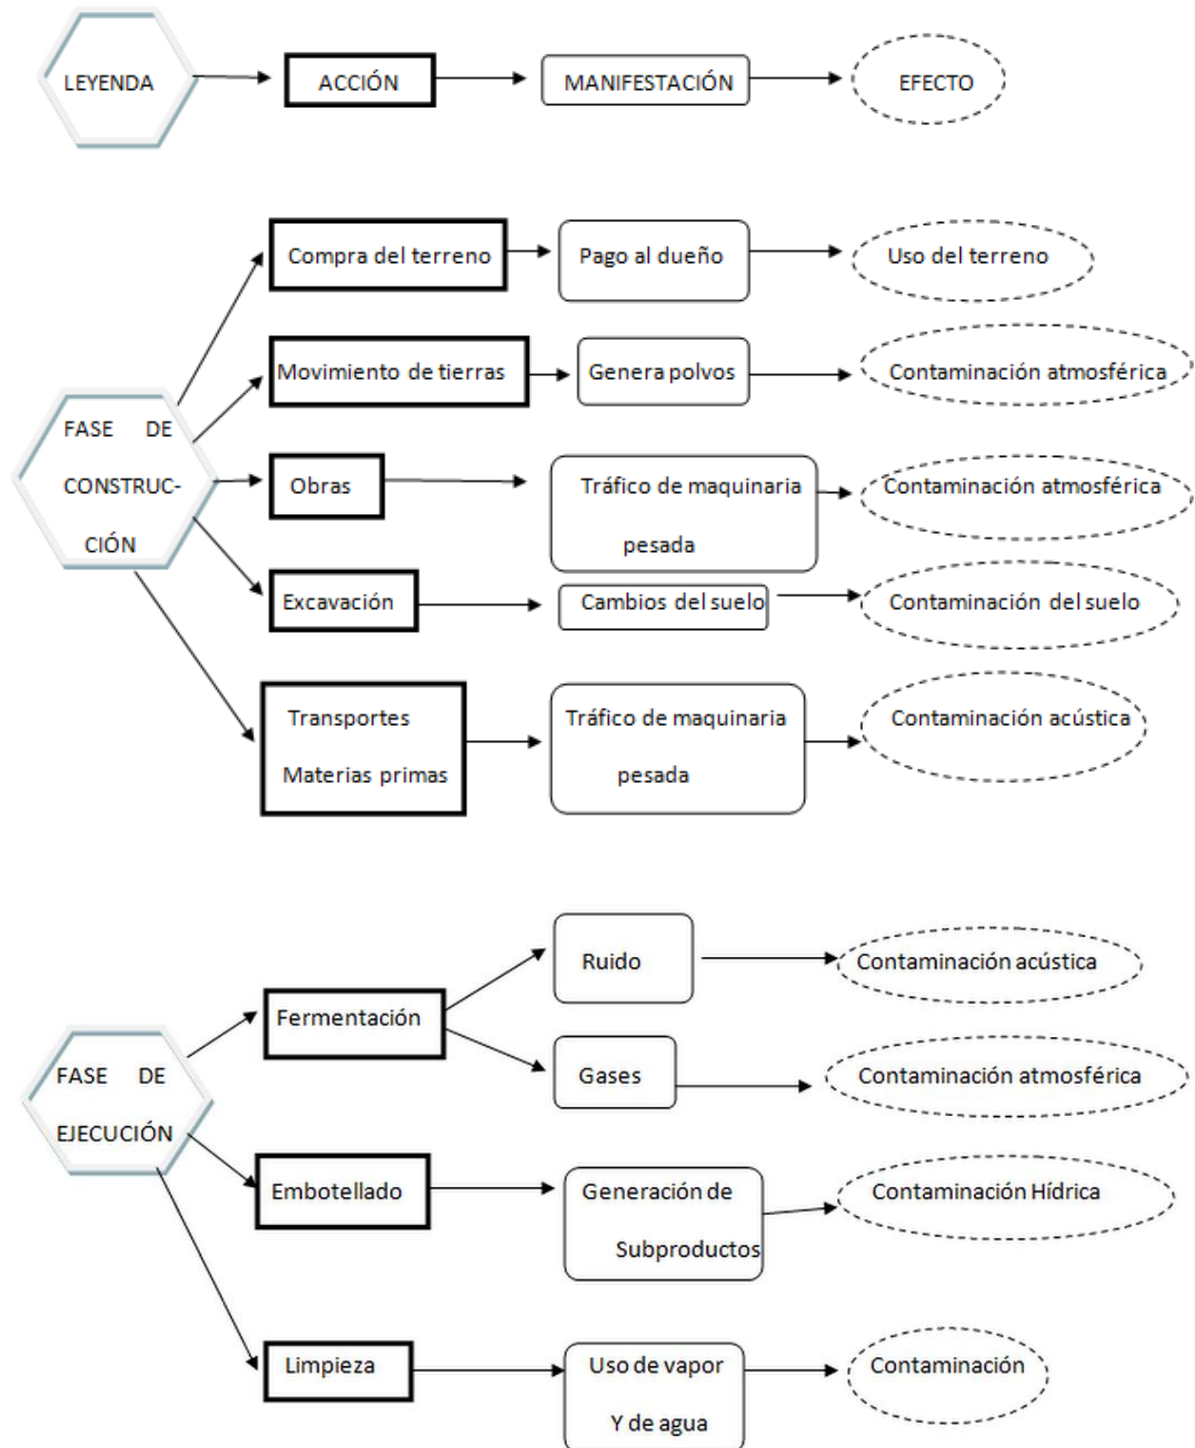 LEYENDA
ACCIÓN
MANIFESTACIÓN
EFECTO
FASE DE
CONSTRUC-
CIÓN
Compra del terreno
Pago al dueño
Uso del terreno
Movimiento de tierras
Genera polvos
Contaminación atmosférica
Obras
Tráfico de maquinaria
pesada
Contaminación atmosférica
Excavación
Cambios del suelo
Contaminación del suelo
Transportes
Materias primas
Tráfico de maquinaria
pesada
Contaminación acústica
FASE DE
EJECUCIÓN
Fermentación
Ruido
Contaminación acústica
Gases
Contaminación atmosférica
Embotellado
Generación de
Subproductos
Contaminación Hídrica
Limpieza
Uso de vapor
Y de agua
Contaminación